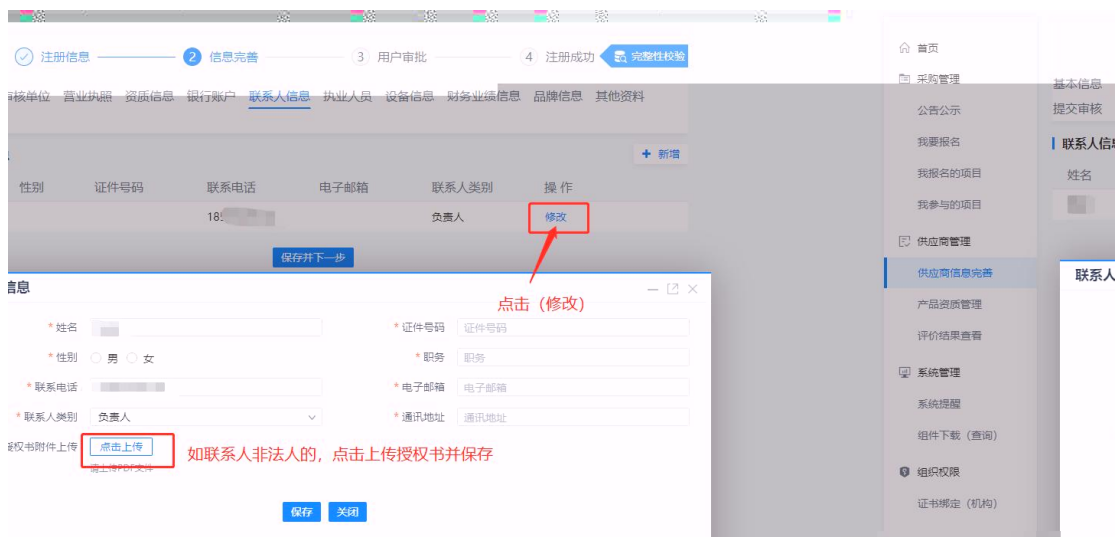 注册信息
2 信息完善
3 用户审批
4 注册成功
完整性校验
审核单位 营业执照 资质信息 银行账户 联系人信息 执业人员 设备信息 财务业绩信息 品牌信息 其他资料
+ 新增
性别 证件号码 联系电话 电子邮箱 联系人类别 操作
18 负责人 修改
保存并下一步
信息
点击（修改）
* 姓名
* 证件号码 证件号码
* 性别 男 女
* 职务 职务
* 联系电话
* 电子邮箱 电子邮箱
* 联系人类别 负责人
* 通讯地址 通讯地址
授权书附件上传 点击上传
请上传PDF文件
如联系人非法人的，点击上传授权书并保存
保存 关闭
首页
采购管理
公告公示
我要报名
我报名的项目
我参与的项目
供应商管理
供应商信息完善
产品资质管理
评价结果查看
系统管理
系统提醒
组件下载（查询）
组织权限
证书绑定（机构）
基本信息
提交审核
联系人信息
姓名
联系人